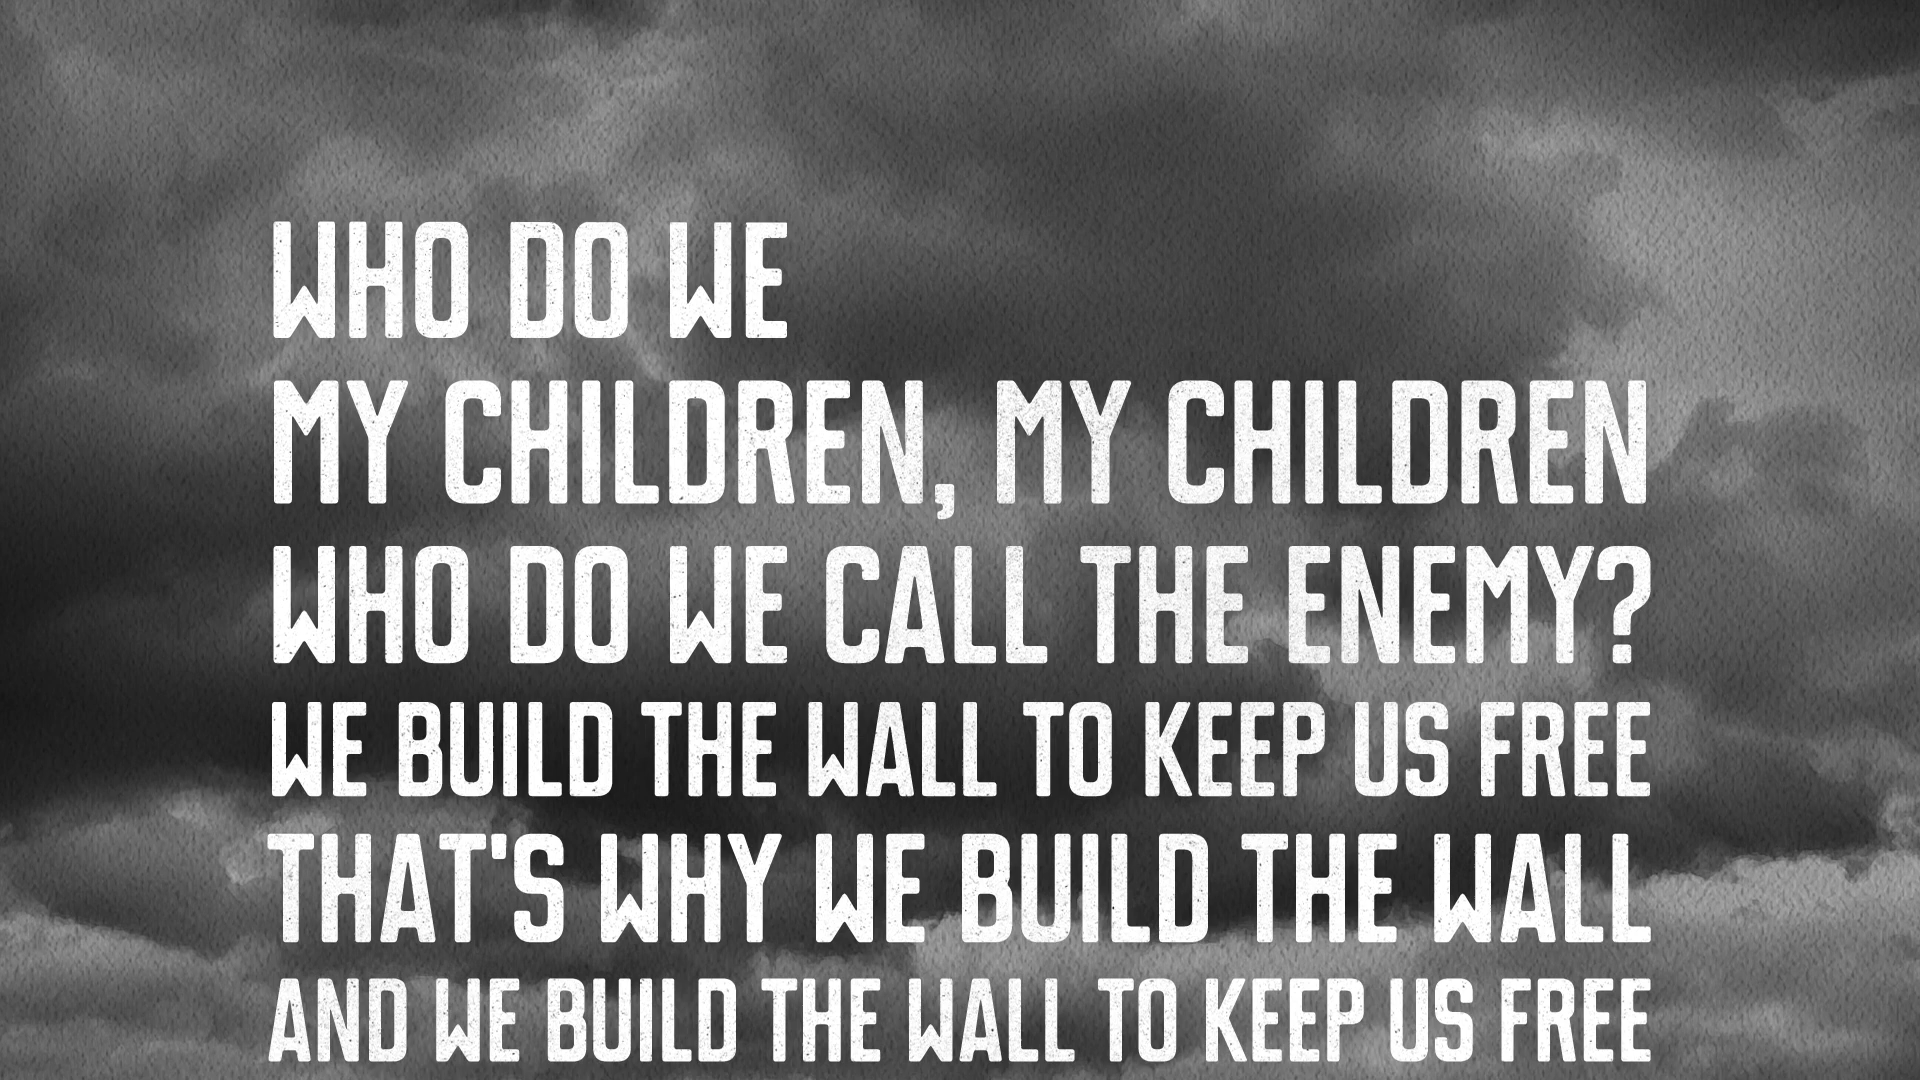 WHO DO WE
MY CHILDREN, MY CHILDREN
WHO DO WE CALL THE ENEMY?
WE BUILD THE WALL TO KEEP US FREE
THAT'S WHY WE BUILD THE WALL
AND WE BUILD THE WALL TO KEEP US FREE